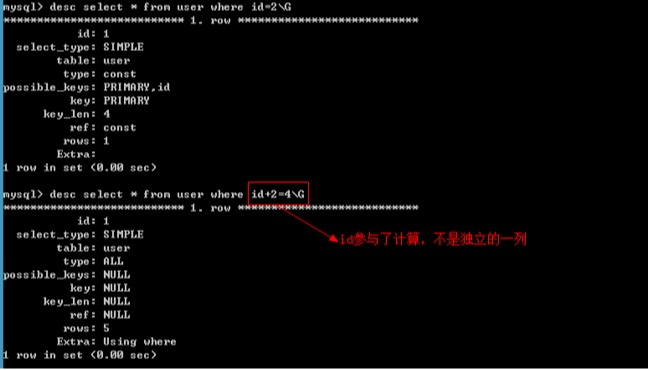 mysql> desc select * from user where id=2\G
*************************** 1. row ***************************
id: 1
select_type: SIMPLE
table: user
type: const
possible_keys: PRIMARY,id
key: PRIMARY
key_len: 4
ref: const
rows: 1
Extra:
1 row in set (0.00 sec)
mysql> desc select * from user where id+2=4\G
*************************** 1. row ***************************
id: 1
select_type: SIMPLE
table: user
type: ALL
possible_keys: NULL
key: NULL
key_len: NULL
ref: NULL
rows: 5
Extra: Using where
1 row in set (0.00 sec)
id参与了计算，不是独立的一列